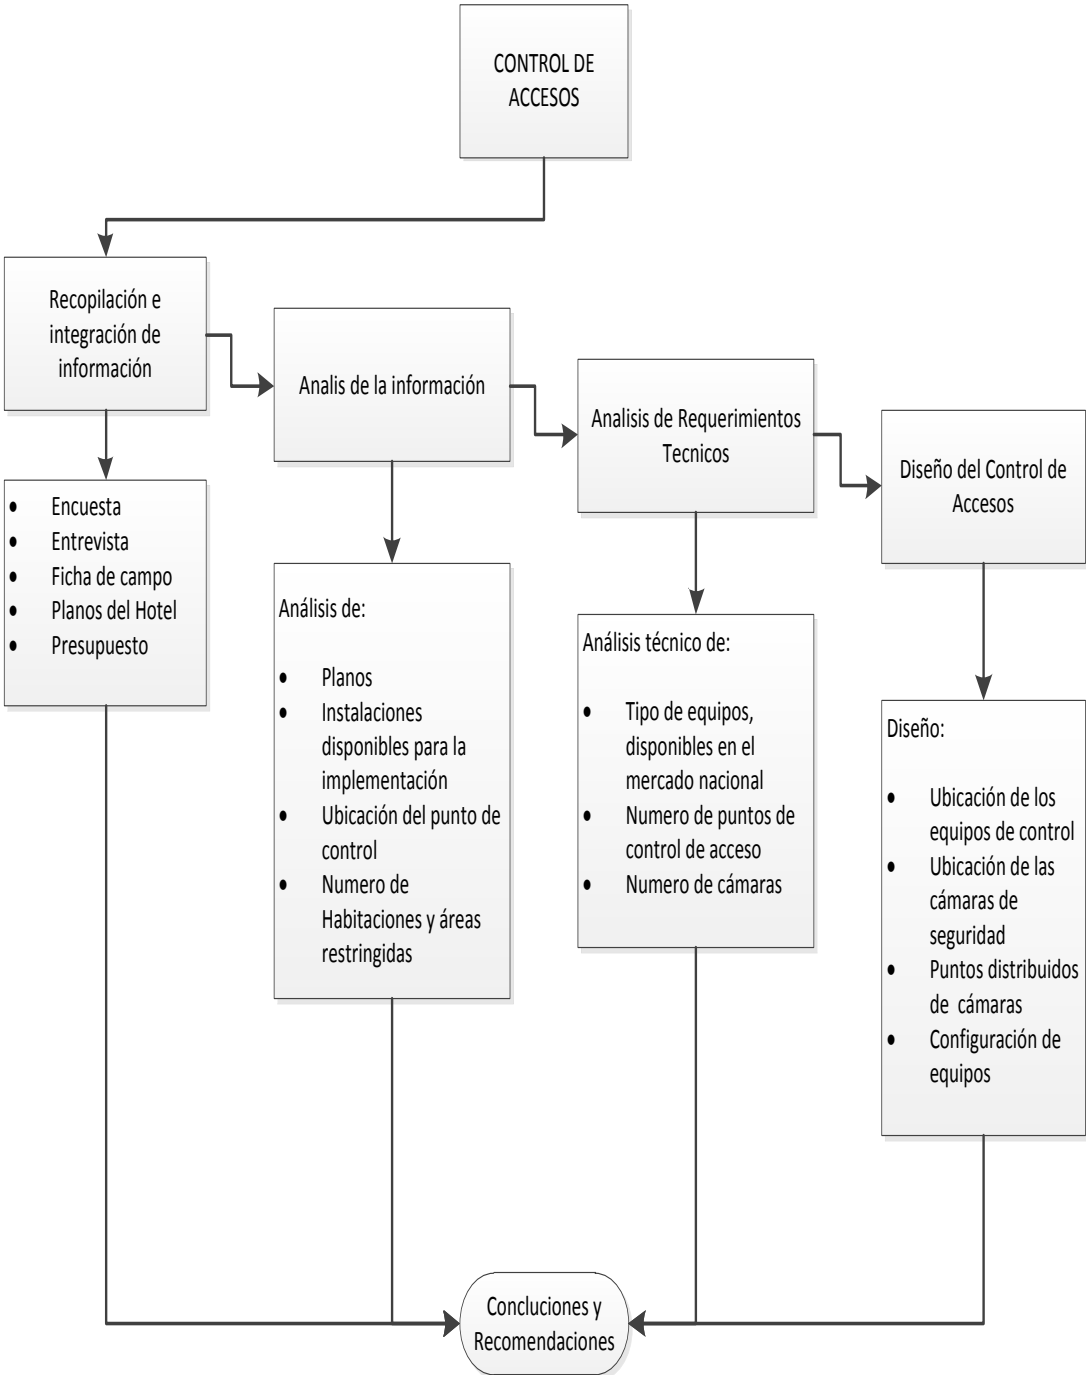 CONTROL DE
ACCESOS
Recopilación e
integración de
información
Analis de la información
Analisis de Requerimientos
Tecnicos
Diseño del Control de
Accesos
• Encuesta
• Entrevista
• Ficha de campo
• Planos del Hotel
• Presupuesto
Análisis de:
• Planos
• Instalaciones
disponibles para la
implementación
• Ubicación del punto de
control
• Numero de
Habitaciones y áreas
restringidas
Análisis técnico de:
• Tipo de equipos,
disponibles en el
mercado nacional
• Numero de puntos de
control de acceso
• Numero de cámaras
Diseño:
• Ubicación de los
equipos de control
• Ubicación de las
cámaras de
seguridad
• Puntos distribuidos
de cámaras
• Configuración de
equipos
Concluciones y
Recomendaciones